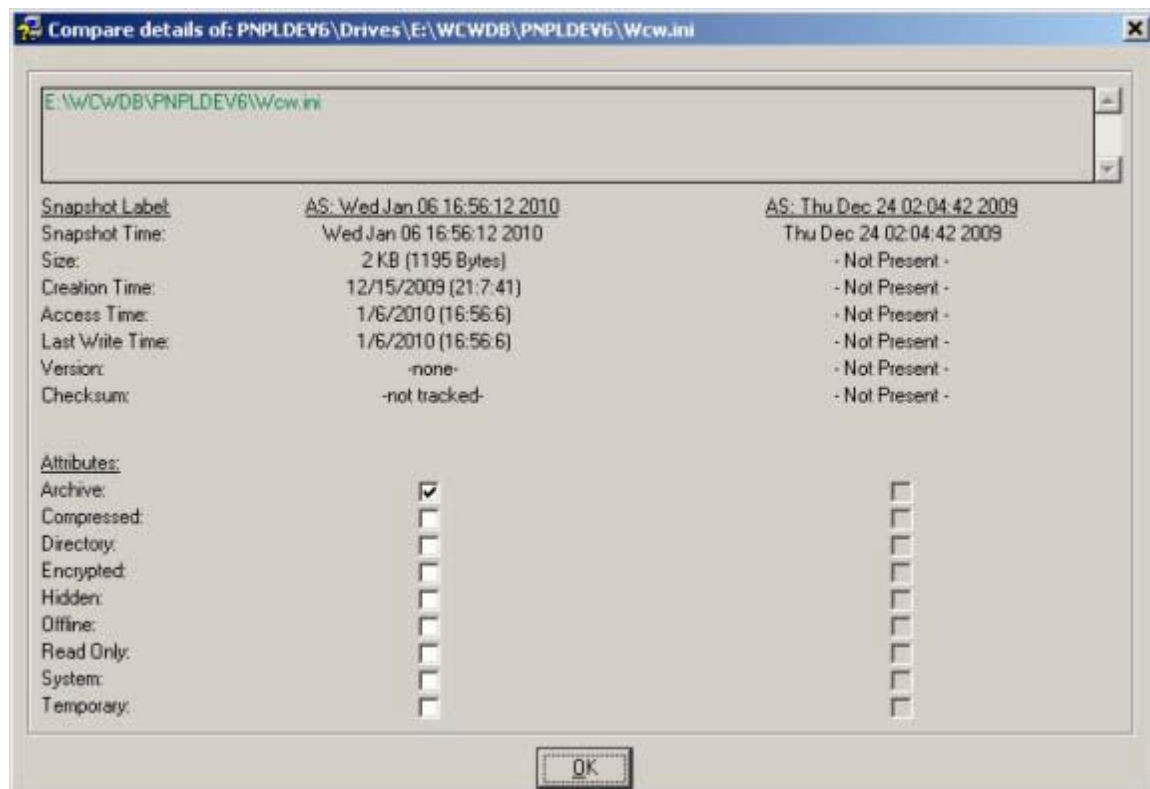 Compare details of: PNPLDEV6\Drives\E:\WCWDB\PNPLDEV6\Wcw.ini
E:\WCWDB\PNPLDEV6\Wcw.ini
Snapshot Label: AS: Wed Jan 06 16:56:12 2010 AS: Thu Dec 24 02:04:42 2009
Snapshot Time: Wed Jan 06 16:56:12 2010 Thu Dec 24 02:04:42 2009
Size: 2 KB (1195 Bytes) - Not Present -
Creation Time: 12/15/2009 (21:7:41) - Not Present -
Access Time: 1/6/2010 (16:56:6) - Not Present -
Last Write Time: 1/6/2010 (16:56:6) - Not Present -
Version: -none- - Not Present -
Checksum: -not tracked- - Not Present -
Attributes:
Archive:
Compressed:
Directory:
Encrypted:
Hidden:
Offline:
Read Only:
System:
Temporary:
OK